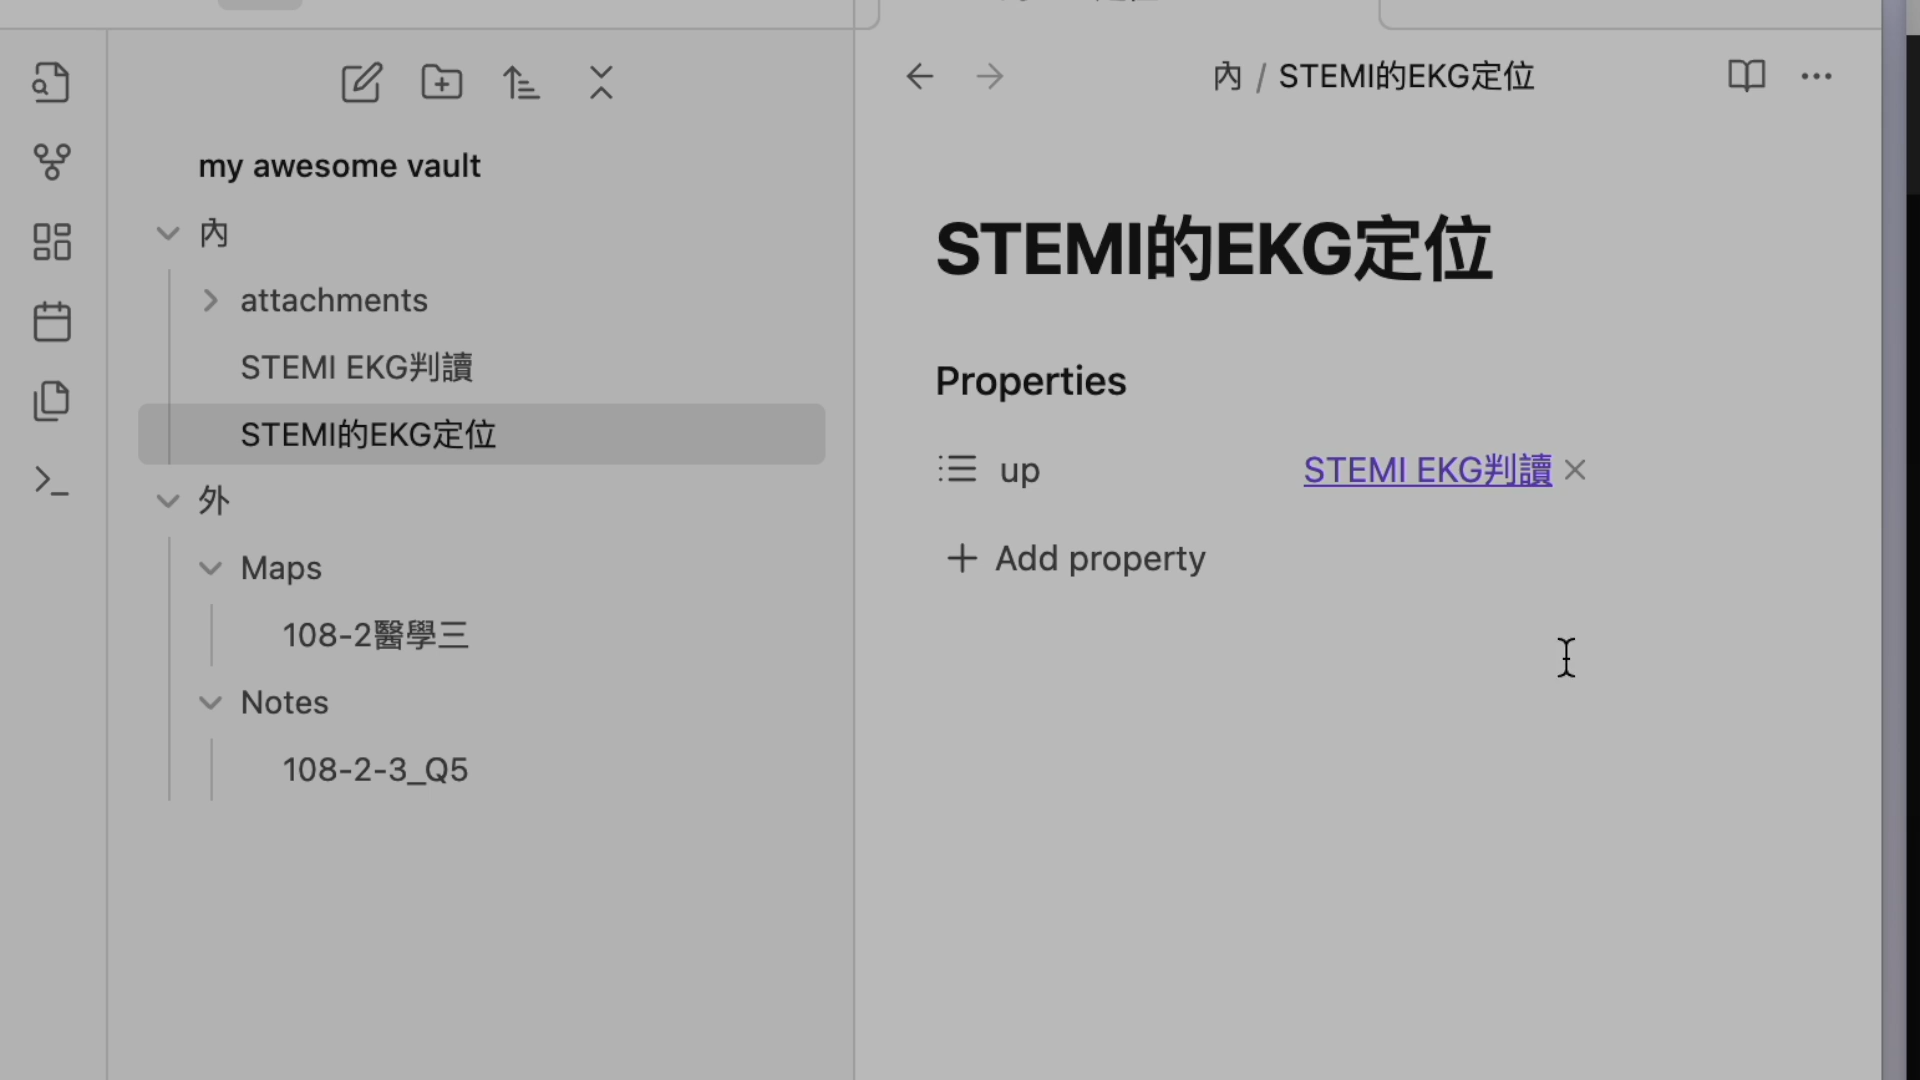 my awesome vault
內
attachments
STEMI EKG判讀
STEMI的EKG定位
外
Maps
108-2醫學三
Notes
108-2-3_Q5
內 / STEMI的EKG定位
STEMI的EKG定位
Properties
up
STEMI EKG判讀
Add property